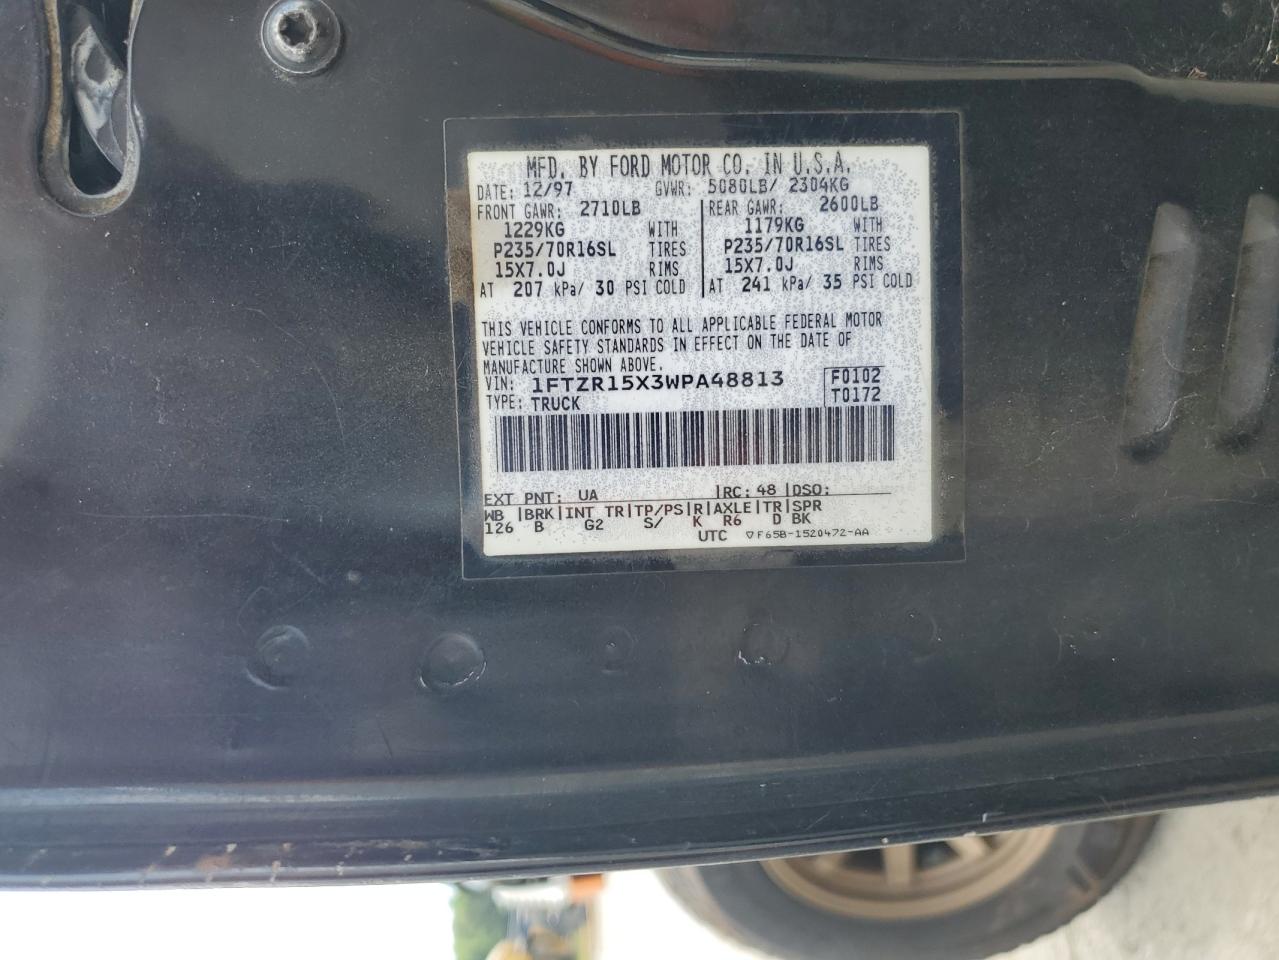 MFD. BY FORD MOTOR CO. IN U.S.A.
DATE: 12/97 GVWR: 5080LB/ 2304KG
FRONT GAWR: 2710LB REAR GAWR: 2600LB
1229KG WITH 1179KG WITH
P235/70R16SL TIRES P235/70R16SL TIRES
15X7.0J RIMS 15X7.0J RIMS
AT 207 kPa/ 30 PSI COLD AT 241 kPa/ 35 PSI COLD
THIS VEHICLE CONFORMS TO ALL APPLICABLE FEDERAL MOTOR
VEHICLE SAFETY STANDARDS IN EFFECT ON THE DATE OF
MANUFACTURE SHOWN ABOVE.
VIN: 1FTZR15X3WPA48813 F0102
TYPE: TRUCK T0172
EXT PNT: UA RC: 48 DSO:
WB BRK INT TR TP/PS R AXLE TR SPR
126 B G2 S/ K R6 D BK
UTC ▽F65B-1520472-AA